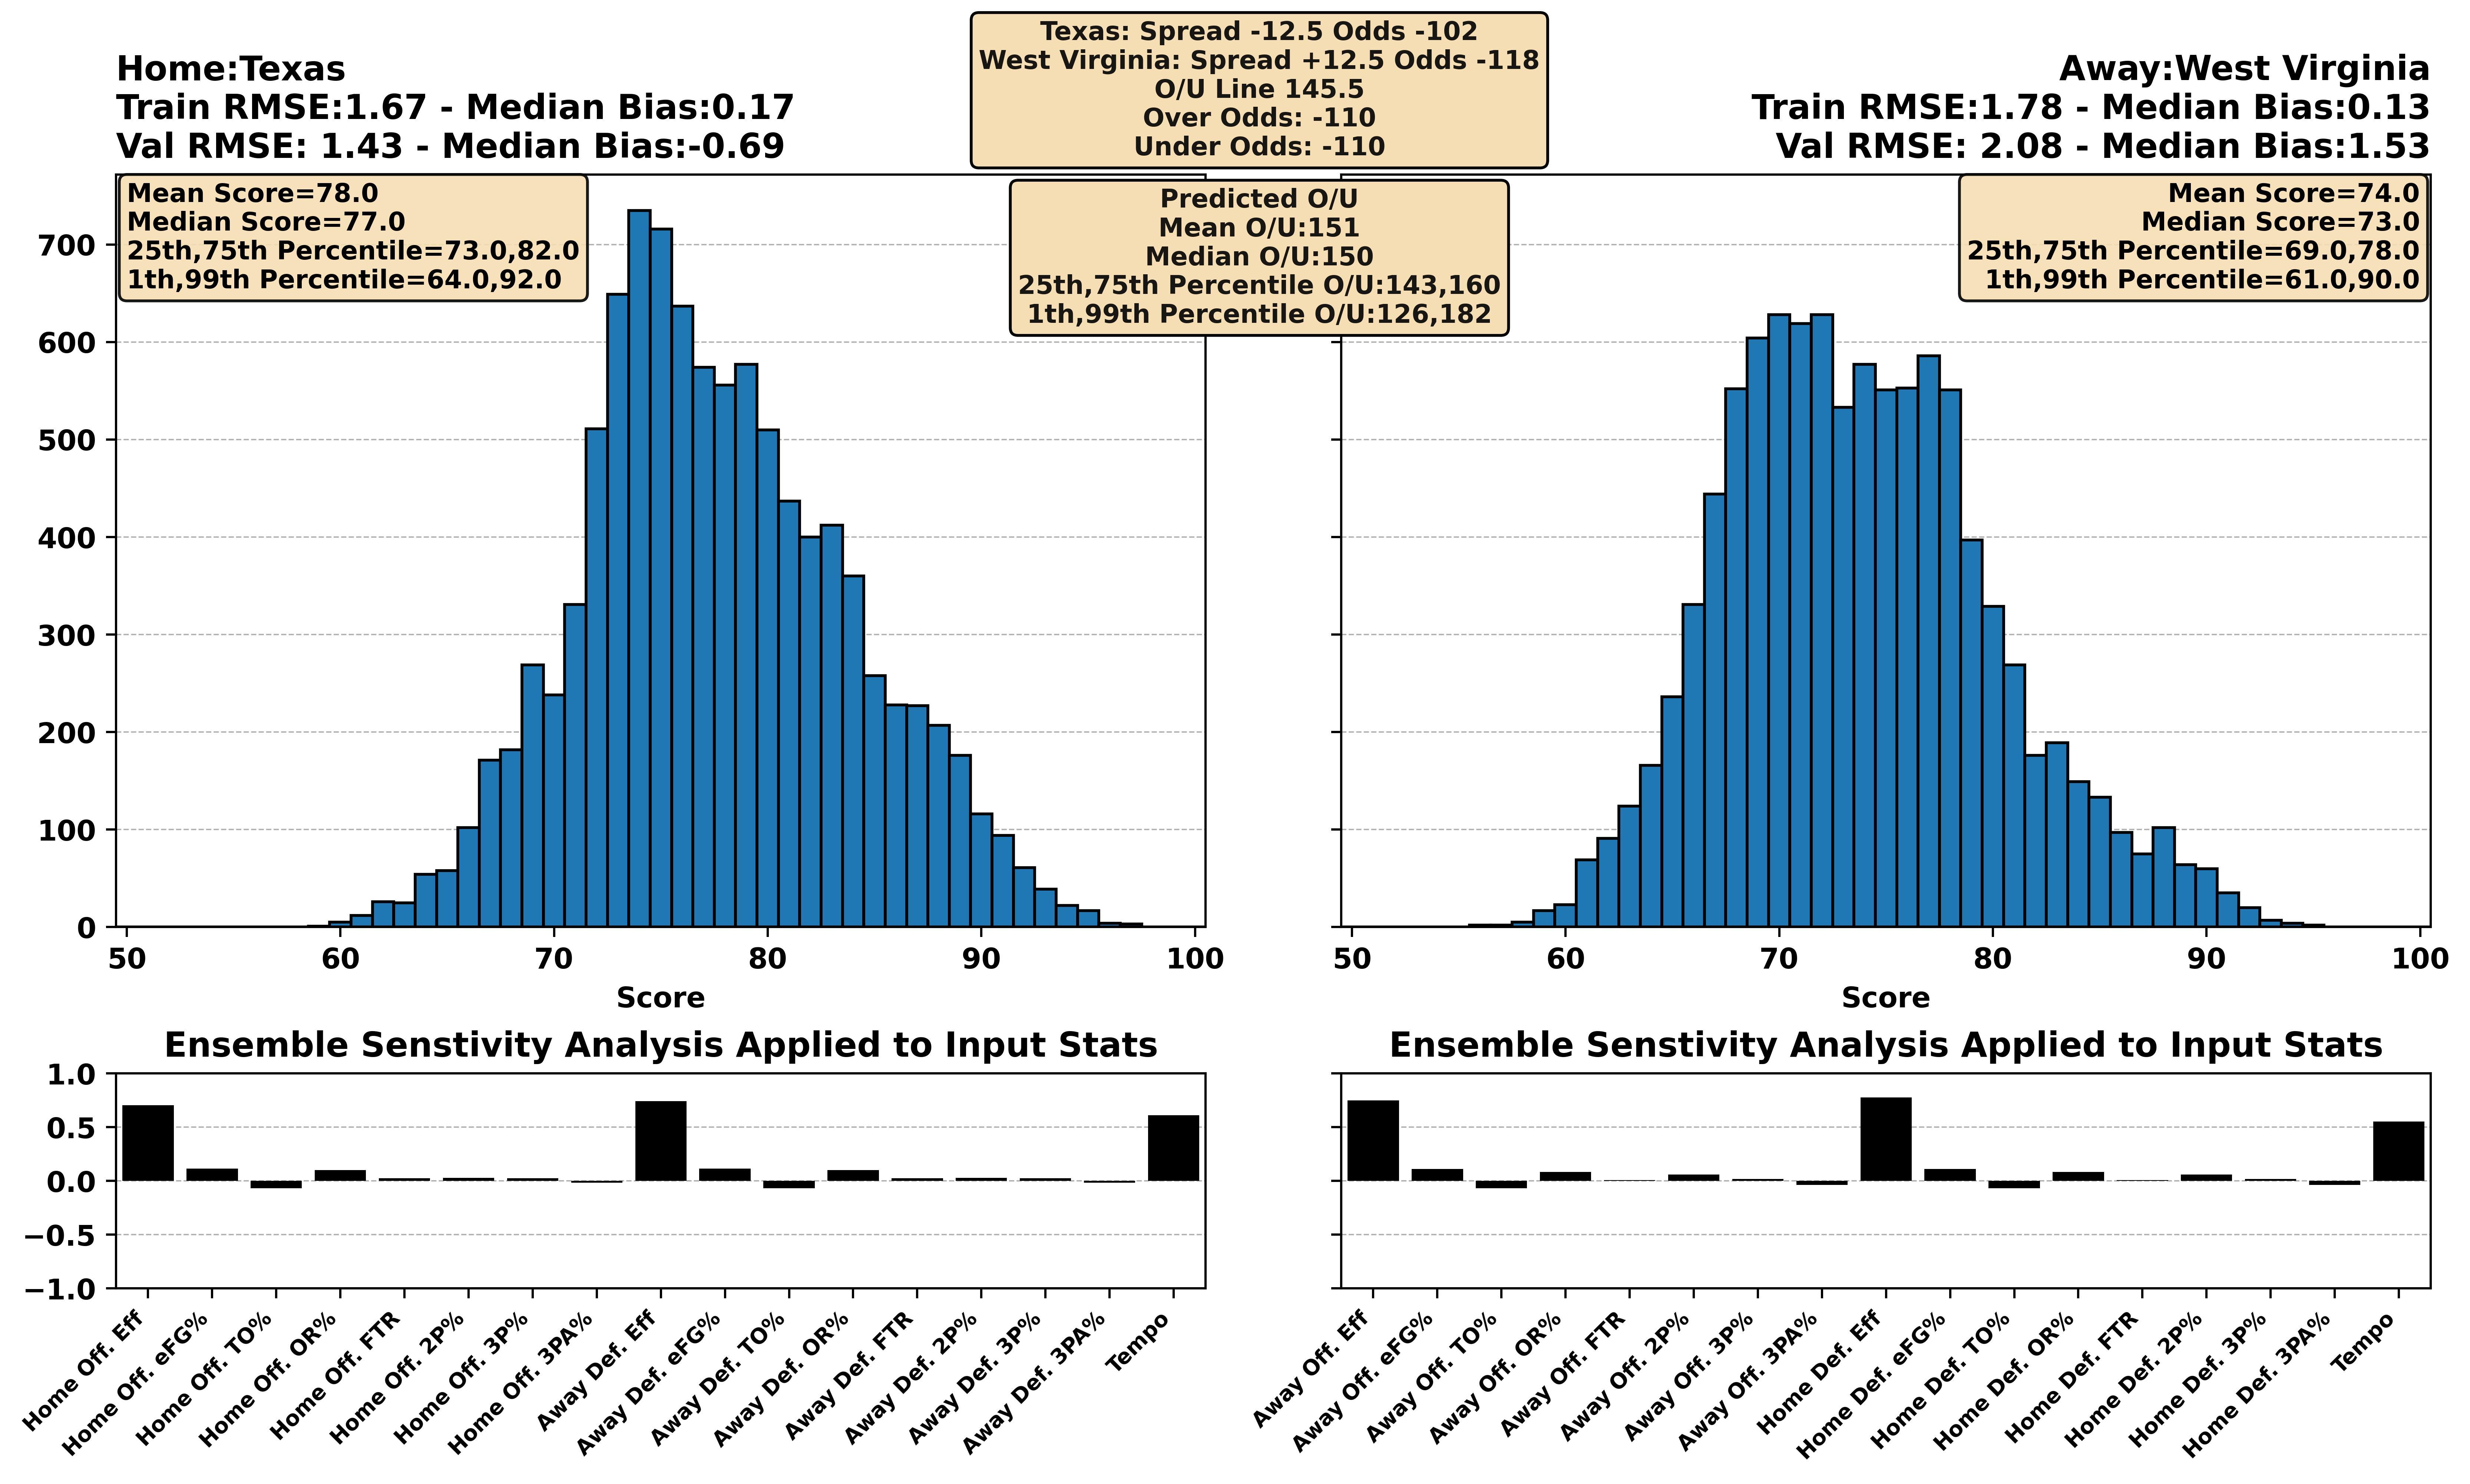 Texas: Spread -12.5 Odds -102
West Virginia: Spread +12.5 Odds -118
O/U Line 145.5
Over Odds: -110
Under Odds: -110
Home:Texas
Train RMSE:1.67 - Median Bias:0.17
Val RMSE: 1.43 - Median Bias:-0.69
Away:West Virginia
Train RMSE:1.78 - Median Bias:0.13
Val RMSE: 2.08 - Median Bias:1.53
Mean Score=78.0
Median Score=77.0
25th,75th Percentile=73.0,82.0
1th,99th Percentile=64.0,92.0
Predicted O/U
Mean O/U:151
Median O/U:150
25th,75th Percentile O/U:143,160
1th,99th Percentile O/U:126,182
Mean Score=74.0
Median Score=73.0
25th,75th Percentile=69.0,78.0
1th,99th Percentile=61.0,90.0
700
600
500
400
300
200
100
0
50 60 70 80 90 100
Score
50 60 70 80 90 100
Score
Ensemble Senstivity Analysis Applied to Input Stats
1.0
0.5
0.0
−0.5
−1.0
Home Off. Eff
Home Off. eFG%
Home Off. TO%
Home Off. OR%
Home Off. FTR
Home Off. 2P%
Home Off. 3P%
Home Off. 3PA%
Away Def. Eff
Away Def. eFG%
Away Def. TO%
Away Def. OR%
Away Def. FTR
Away Def. 2P%
Away Def. 3P%
Away Def. 3PA%
Tempo
Ensemble Senstivity Analysis Applied to Input Stats
Away Off. Eff
Away Off. eFG%
Away Off. TO%
Away Off. OR%
Away Off. FTR
Away Off. 2P%
Away Off. 3P%
Away Off. 3PA%
Home Def. Eff
Home Def. eFG%
Home Def. TO%
Home Def. OR%
Home Def. FTR
Home Def. 2P%
Home Def. 3P%
Home Def. 3PA%
Tempo